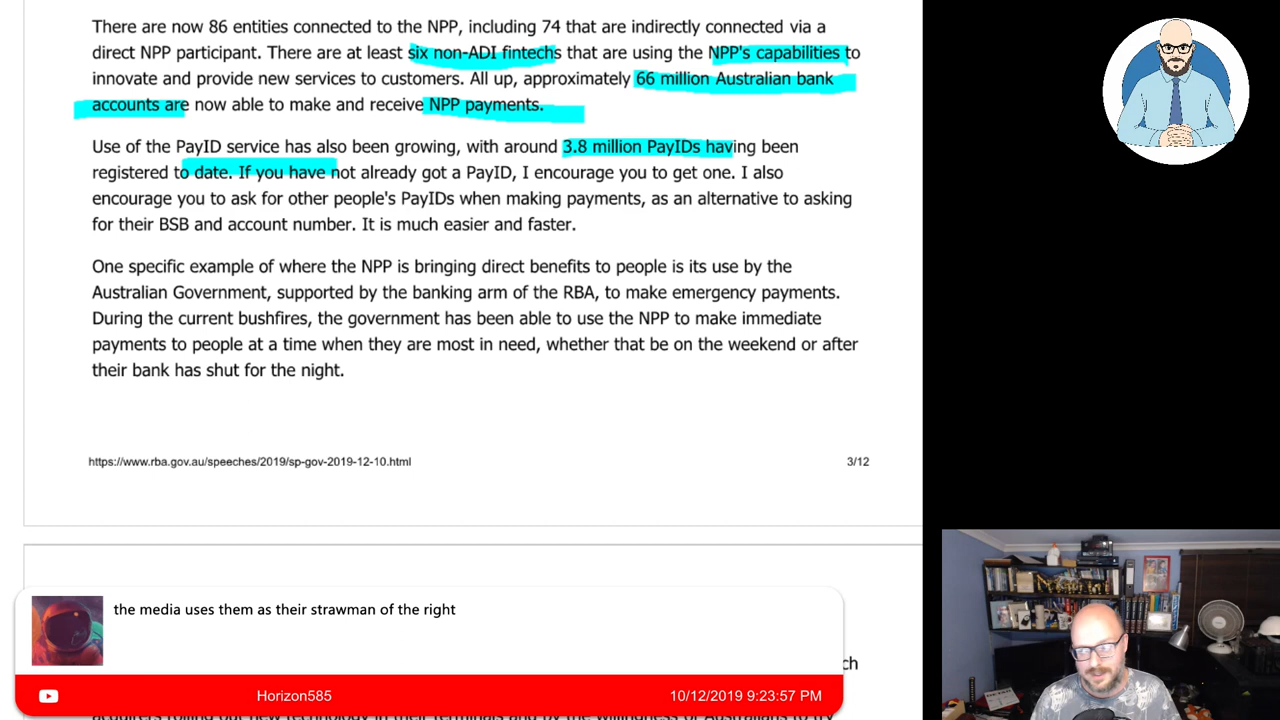 There are now 86 entities connected to the NPP, including 74 that are indirectly connected via a
direct NPP participant. There are at least six non-ADI fintechs that are using the NPP's capabilities to
innovate and provide new services to customers. All up, approximately 66 million Australian bank
accounts are now able to make and receive NPP payments.
Use of the PayID service has also been growing, with around 3.8 million PayIDs having been
registered to date. If you have not already got a PayID, I encourage you to get one. I also
encourage you to ask for other people's PayIDs when making payments, as an alternative to asking
for their BSB and account number. It is much easier and faster.
One specific example of where the NPP is bringing direct benefits to people is its use by the
Australian Government, supported by the banking arm of the RBA, to make emergency payments.
During the current bushfires, the government has been able to use the NPP to make immediate
payments to people at a time when they are most in need, whether that be on the weekend or after
their bank has shut for the night.
https://www.rba.gov.au/speeches/2019/sp-gov-2019-12-10.html 3/12
the media uses them as their strawman of the right
ch
Horizon585 10/12/2019 9:23:57 PM